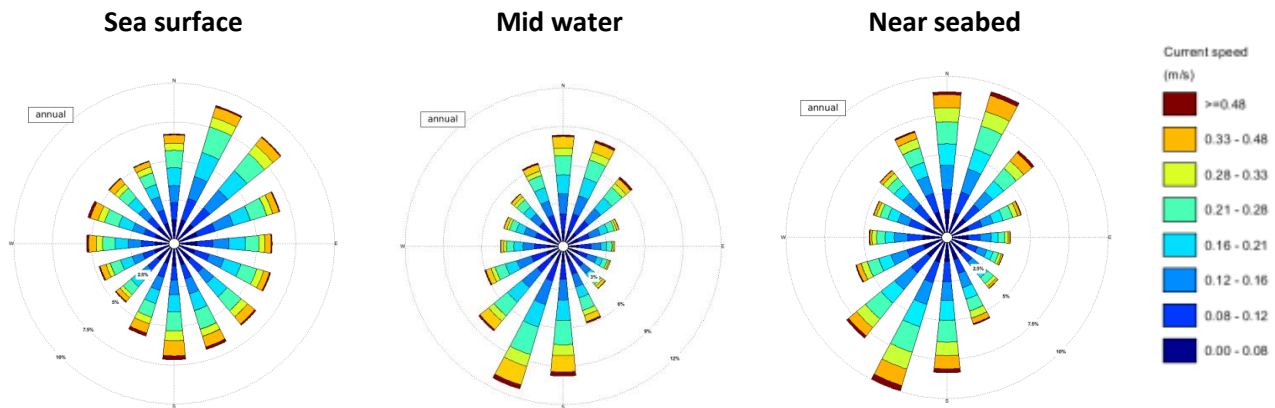 Sea surface
Mid water
Near seabed
annual
N
E
S
W
2.5%
5%
7.5%
10%
annual
N
E
S
W
3%
6%
9%
12%
annual
N
E
S
W
2.5%
5%
7.5%
10%
Current speed
(m/s)
>=0.48
0.33 - 0.48
0.28 - 0.33
0.21 - 0.28
0.16 - 0.21
0.12 - 0.16
0.08 - 0.12
0.00 - 0.08